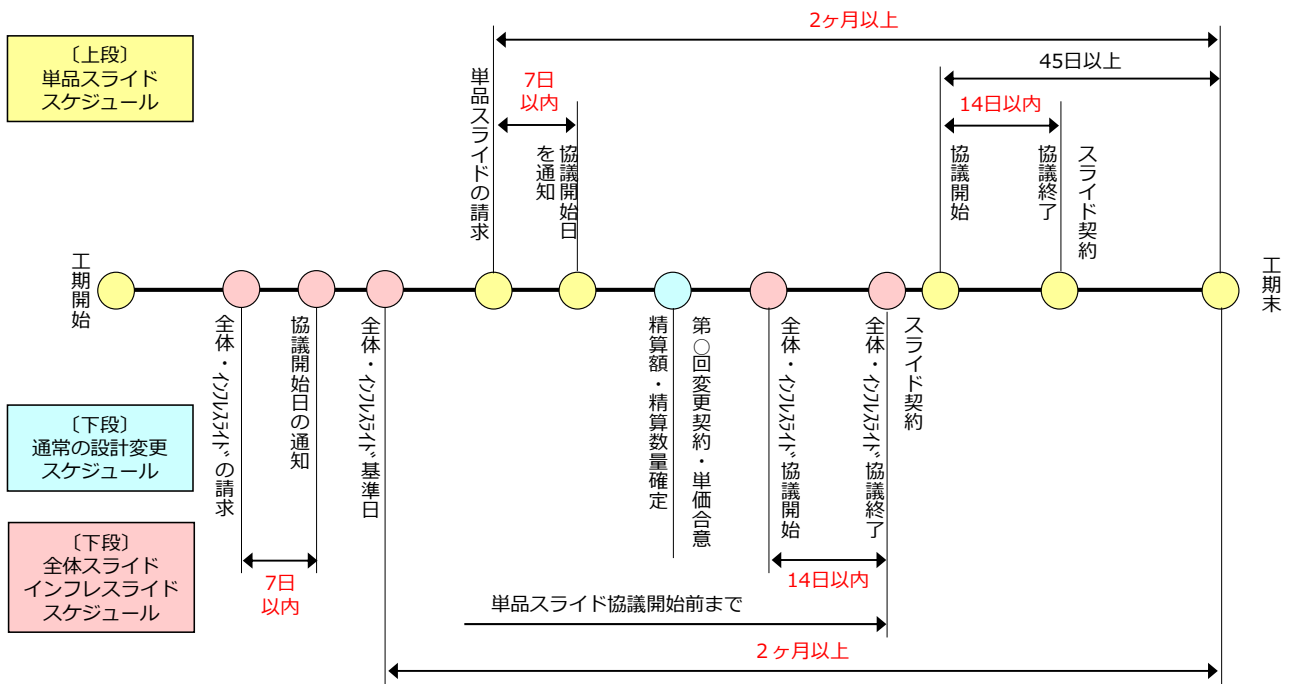 2ヶ月以上
〔上段〕
単品スライド
スケジュール
45日以上
7日
以内
14日以内
単品スライドの請求
協議開始日
を通知
協議開始
協議終了
スライド契約
工期開始
工期末
全体・ｲﾝﾌﾚｽﾗｲﾄﾞの請求
協議開始日の通知
全体・ｲﾝﾌﾚｽﾗｲﾄﾞ基準日
第○回変更契約・単価合意
精算額・精算数量確定
全体・ｲﾝﾌﾚｽﾗｲﾄﾞ協議開始
スライド契約
全体・ｲﾝﾌﾚｽﾗｲﾄﾞ協議終了
〔下段〕
通常の設計変更
スケジュール
〔下段〕
全体スライド
インフレスライド
スケジュール
7日
以内
14日以内
単品スライド協議開始前まで
２ヶ月以上